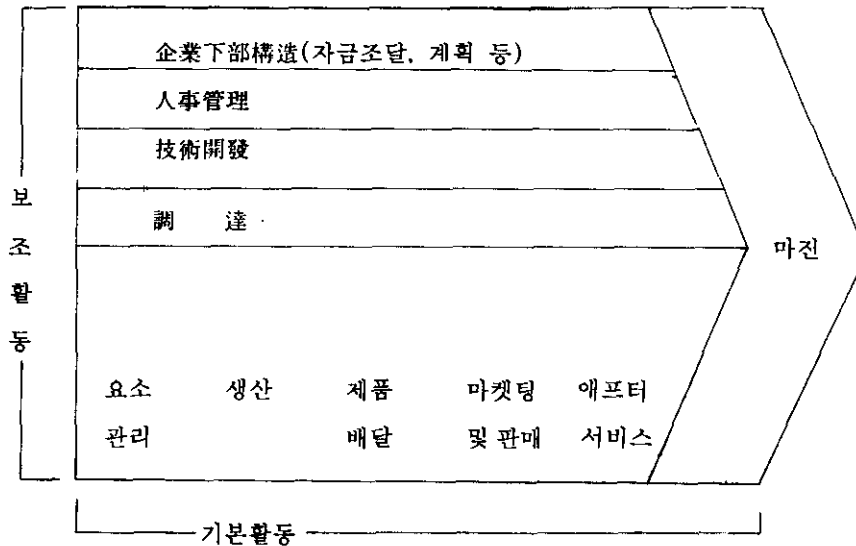 企業下部構造(자금조달, 계획 등)
人事管理
技術開發
調 達
보조활동
마진
요소 생산 제품 마켓팅 애프터
관리 배달 및 판매 서비스
기본활동